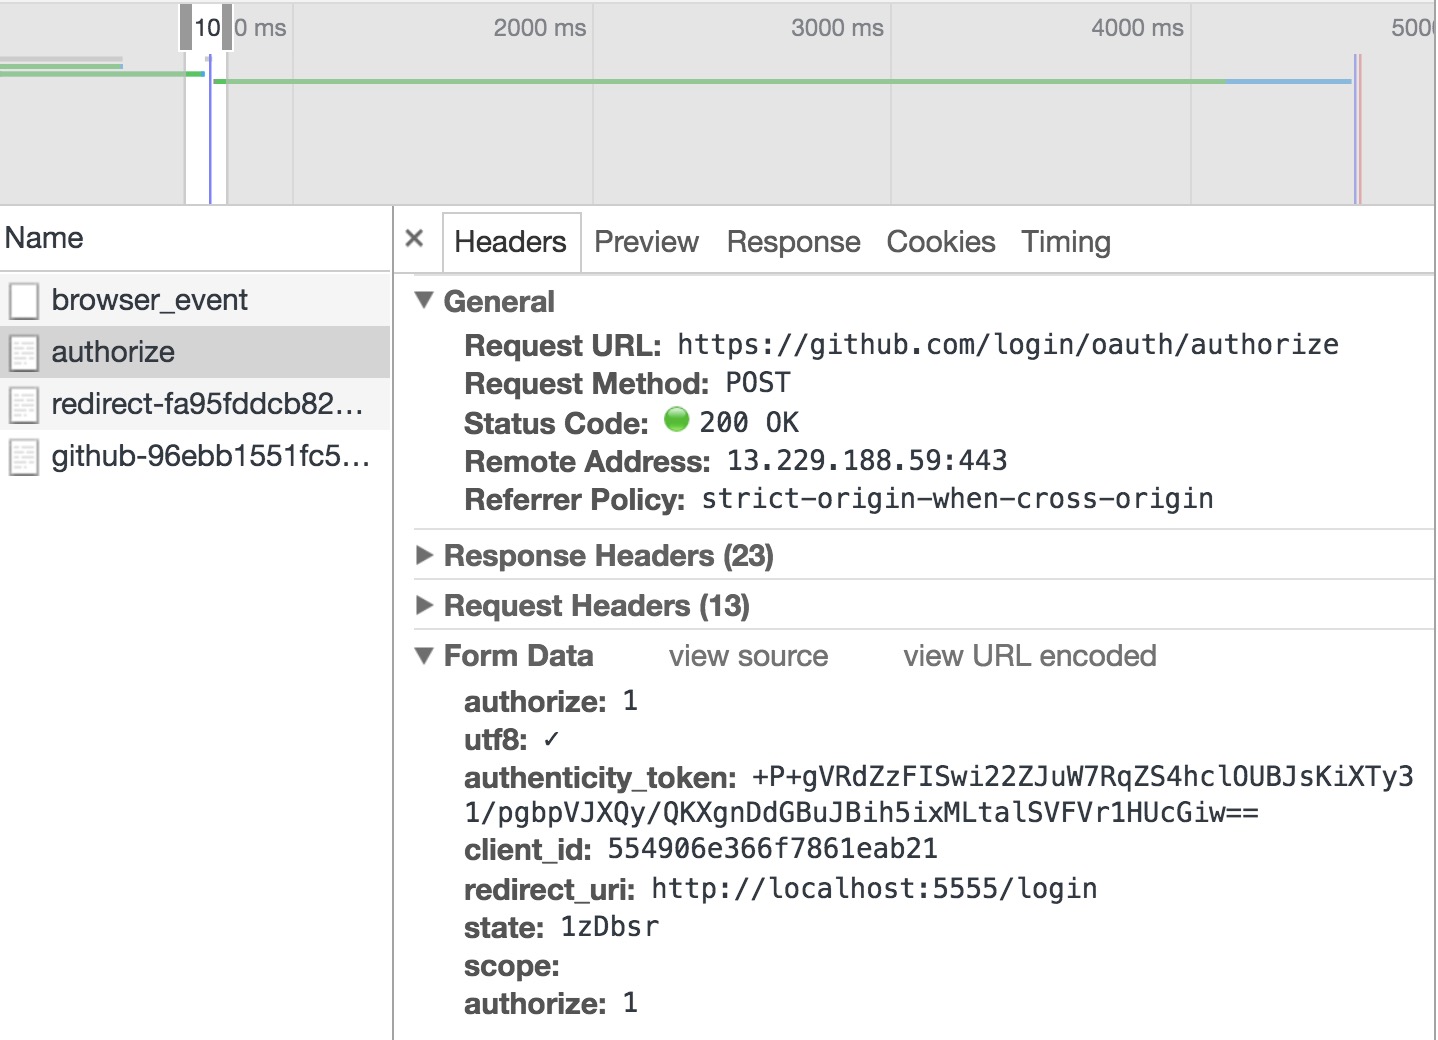 10 0 ms 2000 ms 3000 ms 4000 ms 500
Name
× Headers Preview Response Cookies Timing
browser_event
authorize
redirect-fa95fddcb82...
github-96ebb1551fc5...
▼ General
Request URL: https://github.com/login/oauth/authorize
Request Method: POST
Status Code: 200 OK
Remote Address: 13.229.188.59:443
Referrer Policy: strict-origin-when-cross-origin
▶ Response Headers (23)
▶ Request Headers (13)
▼ Form Data view source view URL encoded
authorize: 1
utf8: ✓
authenticity_token: +P+gVRdZzFISwi22ZJuW7RqZS4hclOUBJsKiXTy3
1/pgbpVJXQy/QKXgnDdGBuJBih5ixMLtalSVFVr1HUcGiw==
client_id: 554906e366f7861eab21
redirect_uri: http://localhost:5555/login
state: 1zDbsr
scope:
authorize: 1